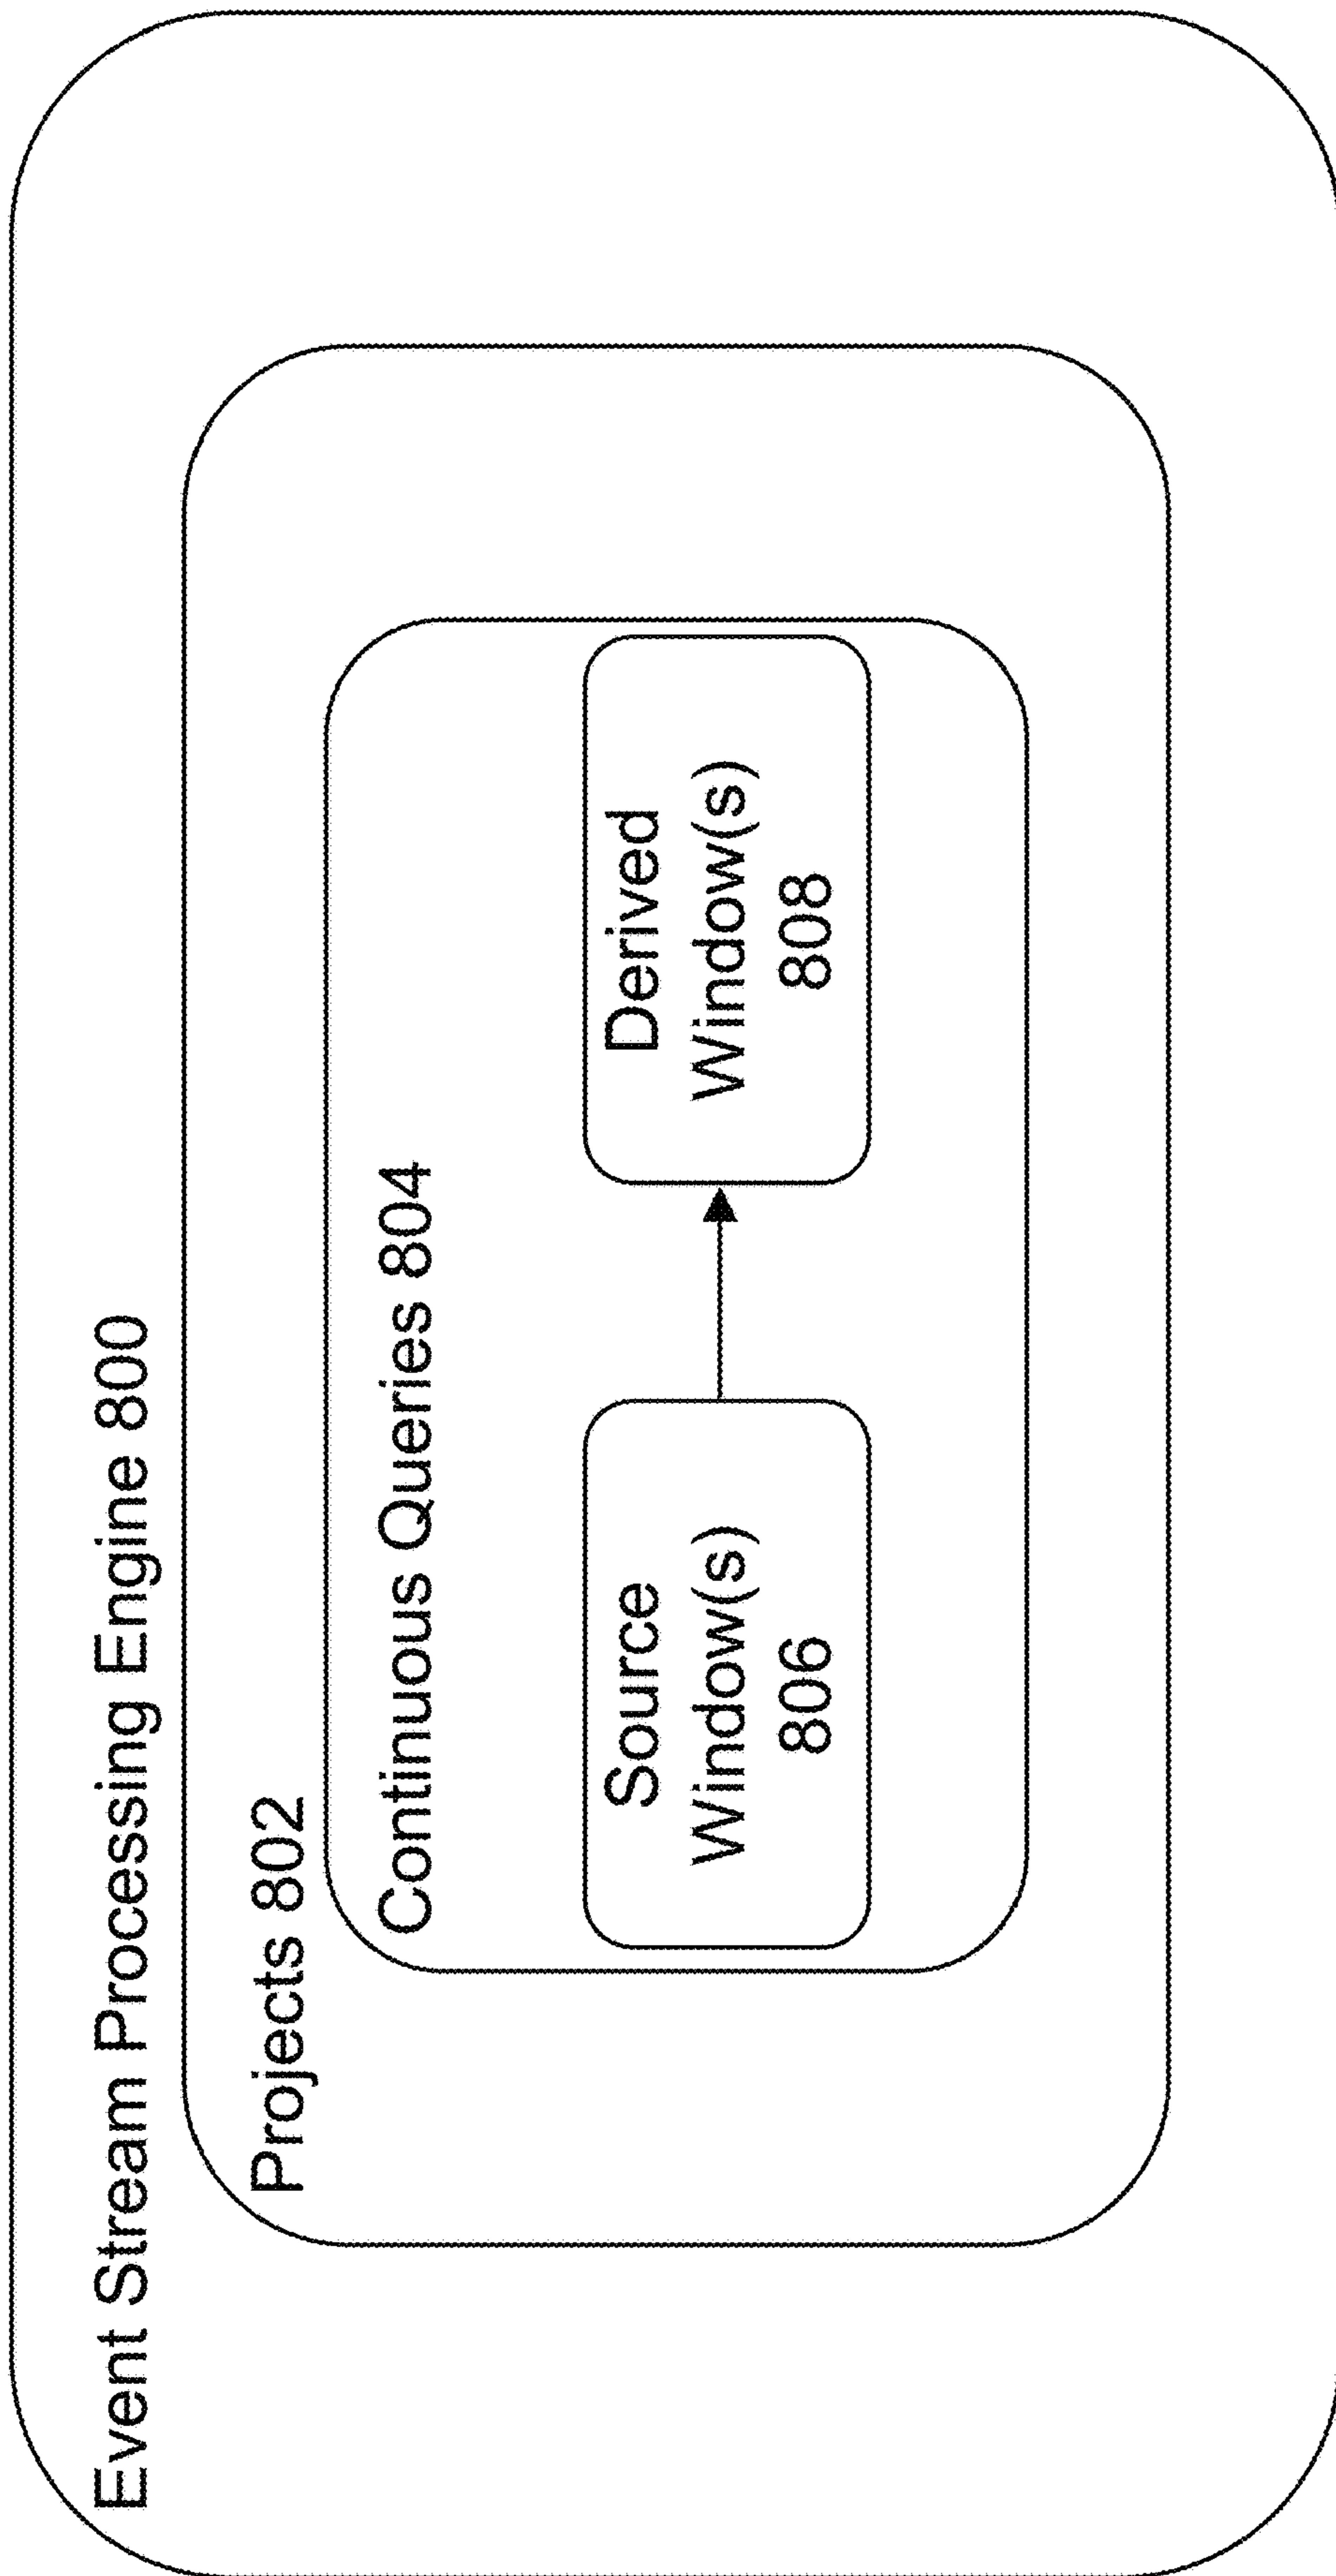 Event Stream Processing Engine 800
Projects 802
Continuous Queries 804
Source
Window(s)
806
Derived
Window(s)
808